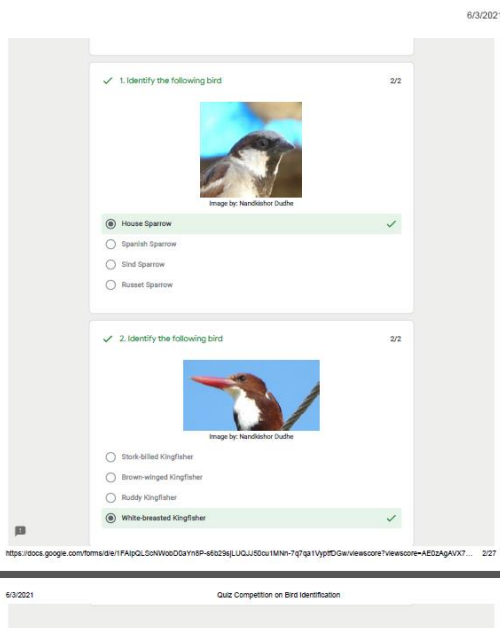 6/3/2021
1. Identify the following bird 2/2
Image by: Nandkishor Dudhe
House Sparrow
Spanish Sparrow
Sind Sparrow
Russet Sparrow
2. Identify the following bird 2/2
Image by: Nandkishor Dudhe
Stork-billed Kingfisher
Brown-winged Kingfisher
Ruddy Kingfisher
White-breasted Kingfisher
2/27
6/3/2021 Quiz Competition on Bird Identification